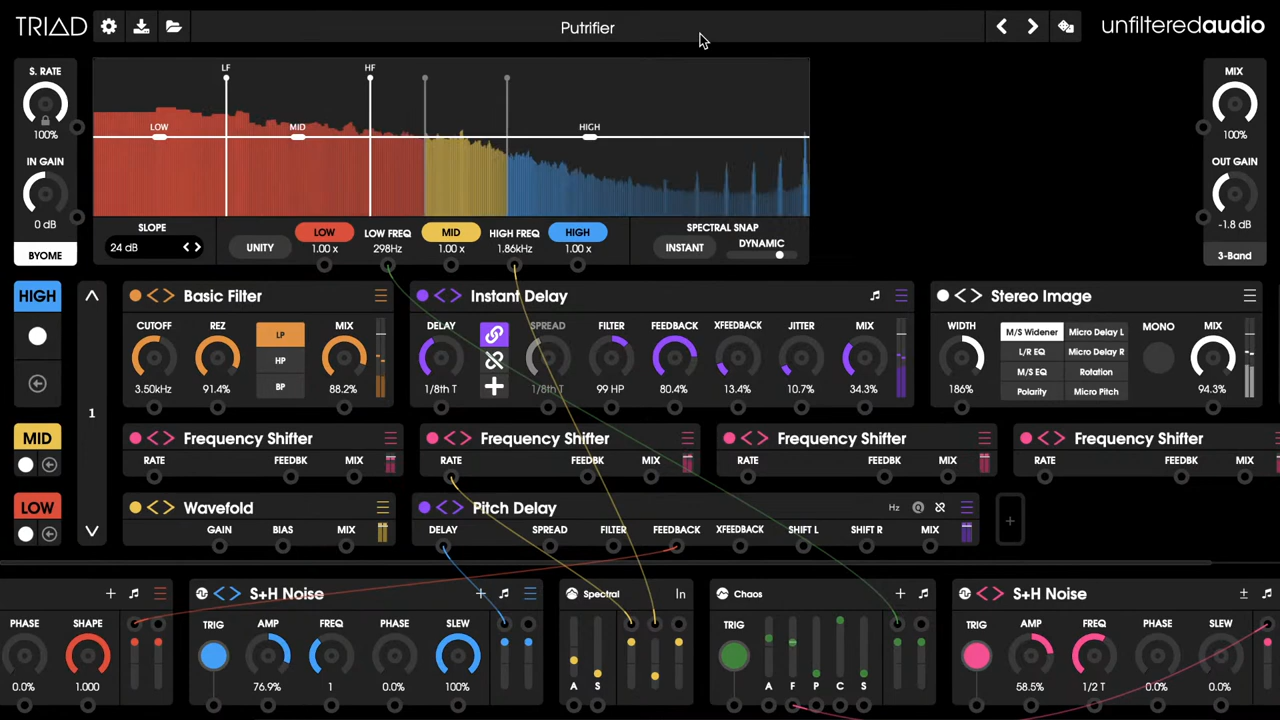 TRIAD
Putrifier
unfilteredaudio
S. RATE
100%
IN GAIN
0 dB
BYOME
LF
HF
LOW
MID
HIGH
SLOPE
24 dB
UNITY
LOW
1.00 x
LOW FREQ
298Hz
MID
1.00 x
HIGH FREQ
1.86kHz
HIGH
1.00 x
SPECTRAL SNAP
INSTANT
DYNAMIC
MIX
100%
OUT GAIN
-1.8 dB
3-Band
HIGH
1
Basic Filter
CUTOFF
3.50kHz
REZ
91.4%
LP
HP
BP
MIX
88.2%
Instant Delay
DELAY
1/8th T
SPREAD
1/8th T
FILTER
99 HP
FEEDBACK
80.4%
XFEEDBACK
13.4%
JITTER
10.7%
MIX
34.3%
Stereo Image
WIDTH
186%
M/S Widener
Micro Delay L
L/R EQ
Micro Delay R
M/S EQ
Rotation
Polarity
Micro Pitch
MONO
MIX
94.3%
MID
Frequency Shifter
RATE FEEDBK MIX
Frequency Shifter
RATE FEEDBK MIX
Frequency Shifter
RATE FEEDBK MIX
Frequency Shifter
RATE FEEDBK MIX
LOW
Wavefold
GAIN BIAS MIX
Pitch Delay
Hz
DELAY SPREAD FILTER FEEDBACK XFEEDBACK SHIFT L SHIFT R MIX
PHASE
0.0%
SHAPE
1.000
S+H Noise
TRIG
AMP
76.9%
FREQ
1
PHASE
0.0%
SLEW
100%
Spectral
In
A S
Chaos
TRIG
A F P C S
S+H Noise
TRIG
AMP
58.5%
FREQ
1/2 T
PHASE
0.0%
SLEW
0.0%